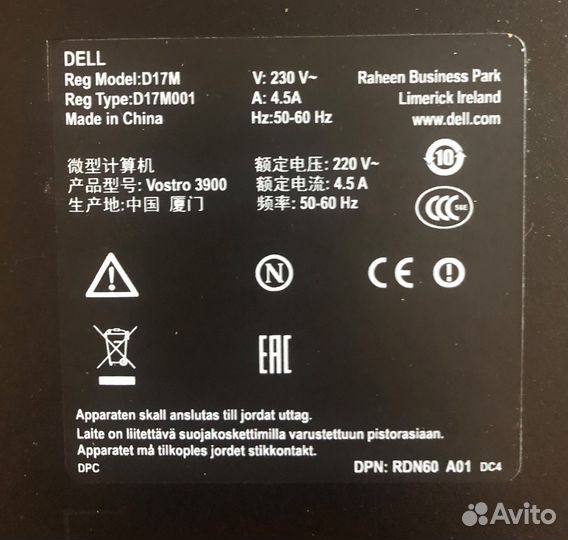 DELL
Reg Model:D17M
Reg Type:D17M001
Made in China
V: 230 V~
A: 4.5A
Hz:50-60 Hz
Raheen Business Park
Limerick Ireland
www.dell.com
微型计算机
产品型号: Vostro 3900
生产地:中国 厦门
额定电压: 220 V~
额定电流: 4.5 A
频率: 50-60 Hz
10
CCC S&E
N
CE
EAC
Apparaten skall anslutas till jordat uttag.
Laite on liitettävä suojakoskettimilla varustettuun pistorasiaan.
Apparatet må tilkoples jordet stikkontakt.
DPC
DPN: RDN60 A01 DC4
Avito